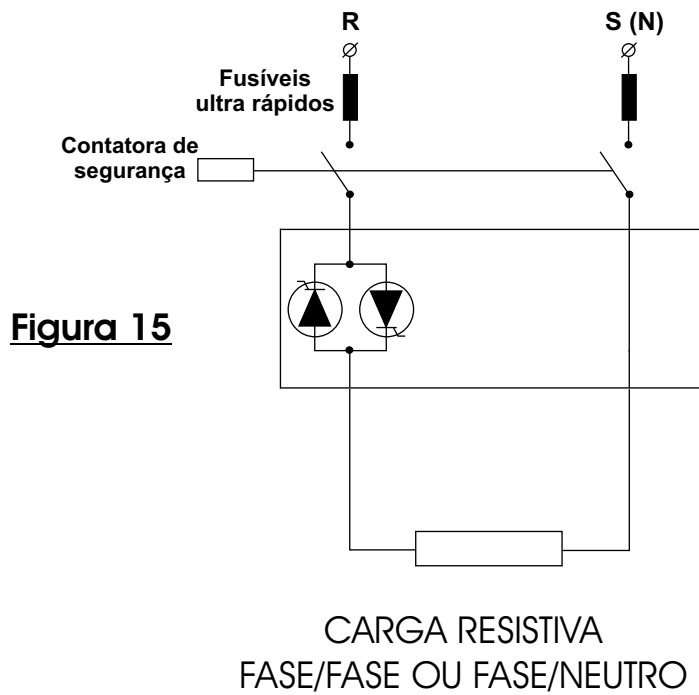 R
S (N)
Fusíveis
ultra rápidos
Contatora de
segurança
Figura 15
CARGA RESISTIVA
FASE/FASE OU FASE/NEUTRO